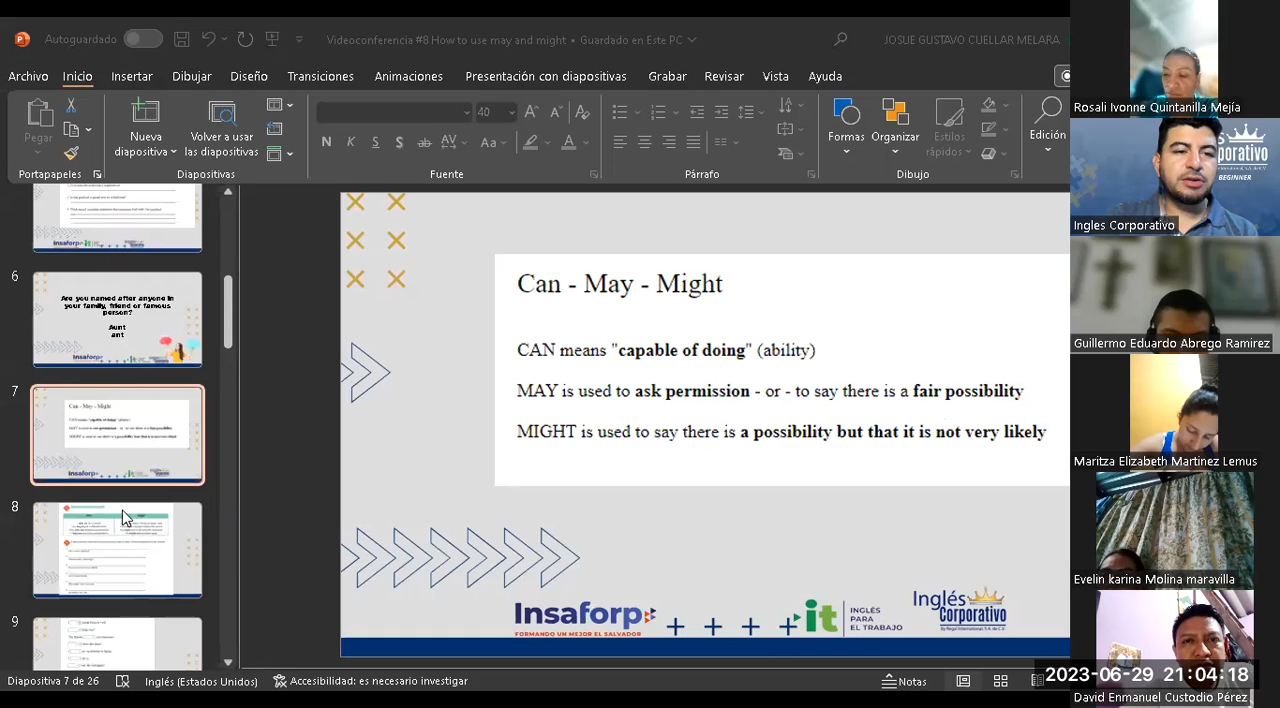 Autoguardado
Videoconferencia #8 How to use may and might • Guardado en Este PC
JOSUE GUSTAVO CUELLAR MELARA
Archivo Inicio Insertar Dibujar Diseño Transiciones Animaciones Presentación con diapositivas Grabar Revisar Vista Ayuda
Pegar
Nueva diapositiva
Volver a usar las diapositivas
40
N K S S ab AV Aa A
Formas
Organizar
Estilos rápidos
Edición
Portapapeles
Diapositivas
Fuente
Párrafo
Dibujo
6
Are you named after anyone in
your family, friend or famous
person?
Aunt
ant
7
Can - May - Might
8
9
Can - May - Might
CAN means "capable of doing" (ability)
MAY is used to ask permission - or - to say there is a fair possibility
MIGHT is used to say there is a possibility but that it is not very likely
Insaforp
FORMANDO UN MEJOR EL SALVADOR
it
INGLÉS
PARA
EL TRABAJO
Inglés
Corporativo
Diapositiva 7 de 26
Inglés (Estados Unidos)
Accesibilidad: es necesario investigar
Notas
Rosali Ivonne Quintanilla Mejía
BEGINNER
Ingles Corporativo
Guillermo Eduardo Abrego Ramirez
Maritza Elizabeth Martinez Lemus
Evelin karina Molina maravilla
2023-06-29 21:04:18
David Enmanuel Custodio Pérez